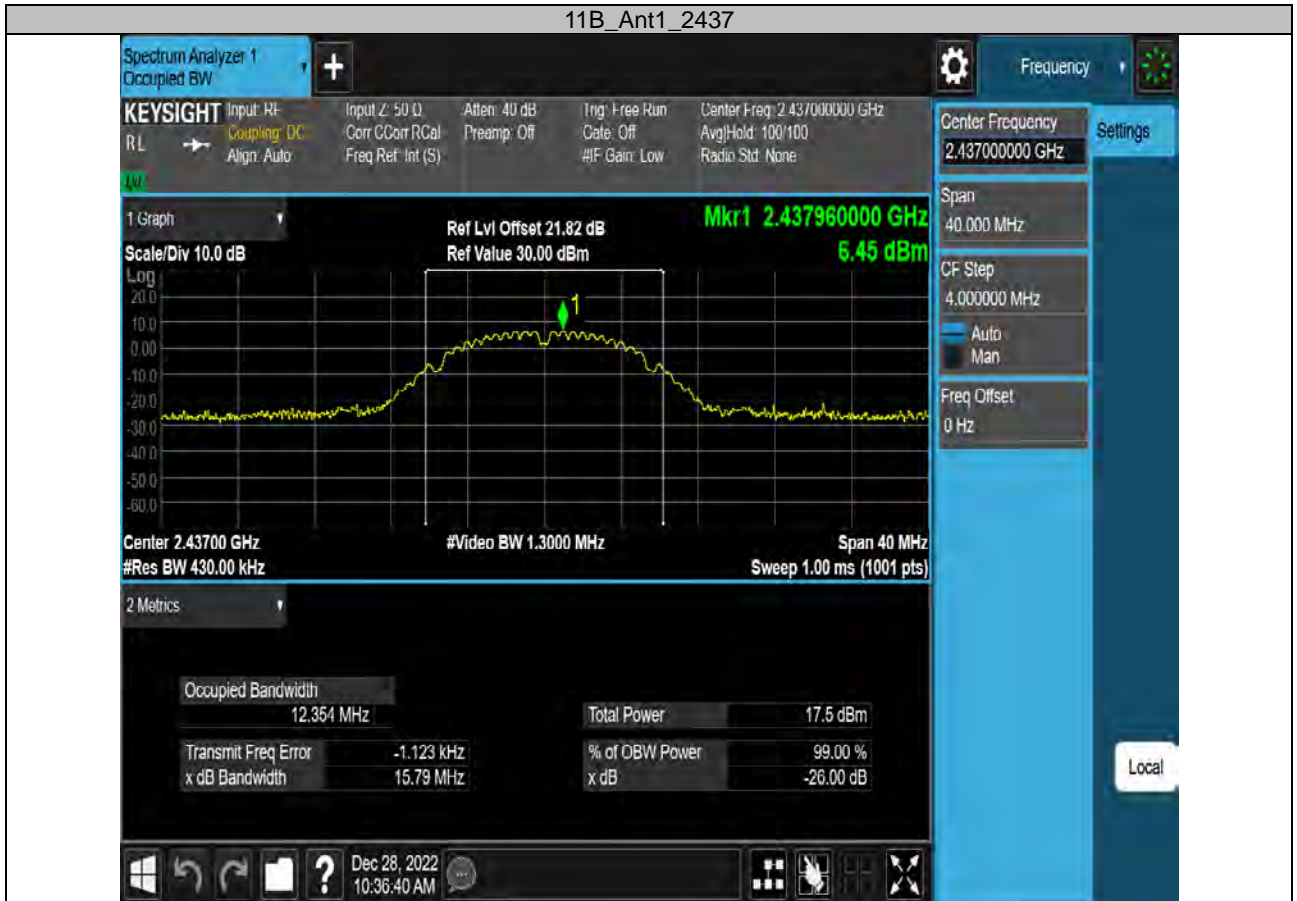 11B_Ant1_2437
Spectrum Analyzer 1
Occupied BW
Frequency
KEYSIGHT
RL
Input: RF
Coupling: DC
Align: Auto
Input Z: 50 Ω
Corr CCorr RCal
Freq Ref: Int (S)
Atten: 40 dB
Preamp: Off
Trig: Free Run
Gate: Off
#IF Gain: Low
Center Freq: 2.437000000 GHz
Avg|Hold: 100/100
Radio Std: None
Center Frequency
2.437000000 GHz
Settings
Span
40.000 MHz
CF Step
4.000000 MHz
Auto
Man
Freq Offset
0 Hz
1 Graph
Scale/Div 10.0 dB
Ref Lvl Offset 21.82 dB
Ref Value 30.00 dBm
Mkr1 2.437960000 GHz
6.45 dBm
Log
20.0
10.0
0.00
-10.0
-20.0
-30.0
-40.0
-50.0
-60.0
1
Center 2.43700 GHz
#Video BW 1.3000 MHz
Span 40 MHz
#Res BW 430.00 kHz
Sweep 1.00 ms (1001 pts)
2 Metrics
Occupied Bandwidth
12.354 MHz
Total Power 17.5 dBm
Transmit Freq Error -1.123 kHz
% of OBW Power 99.00 %
x dB Bandwidth 15.79 MHz
x dB -26.00 dB
Local
?
Dec 28, 2022
10:36:40 AM